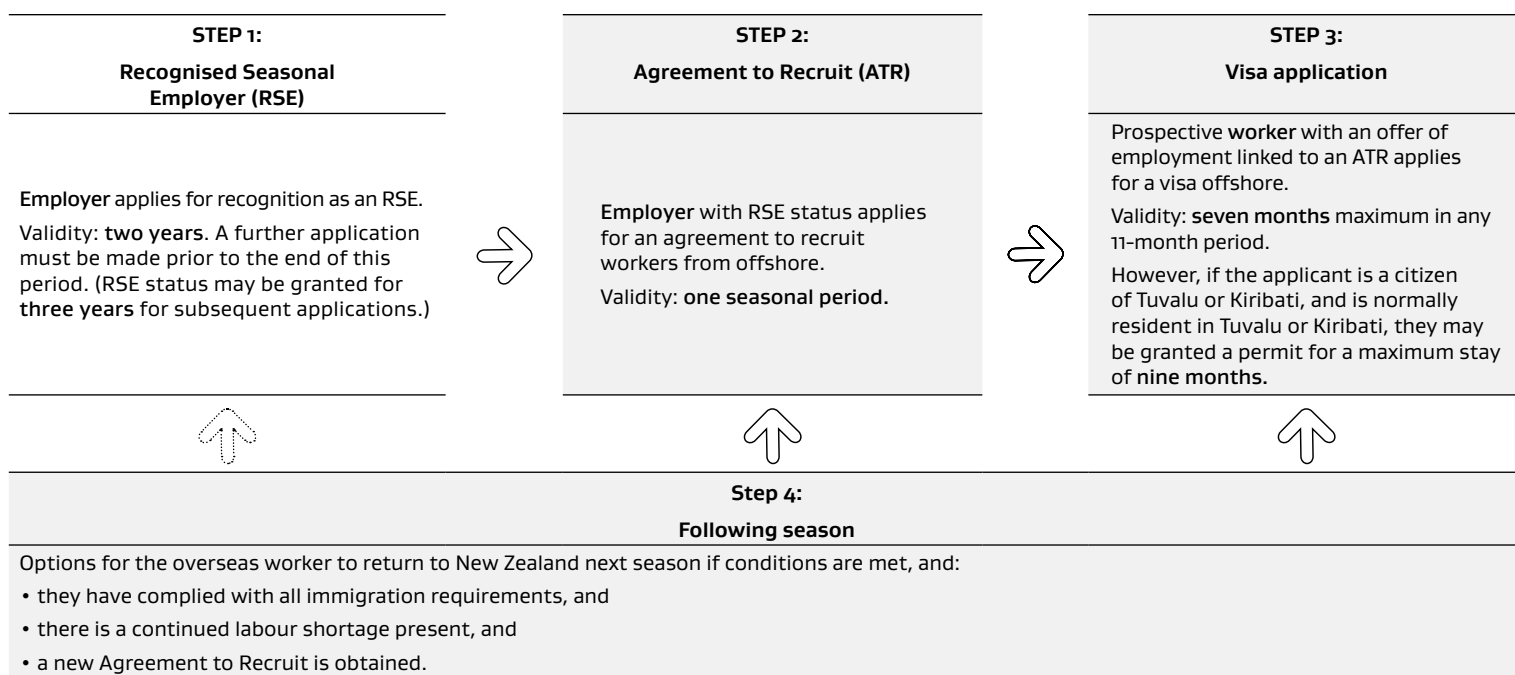 STEP 1:
Recognised Seasonal
Employer (RSE)
Employer applies for recognition as an RSE.
Validity: two years. A further application
must be made prior to the end of this
period. (RSE status may be granted for
three years for subsequent applications.)
STEP 2:
Agreement to Recruit (ATR)
Employer with RSE status applies
for an agreement to recruit
workers from offshore.
Validity: one seasonal period.
STEP 3:
Visa application
Prospective worker with an offer of
employment linked to an ATR applies
for a visa offshore.
Validity: seven months maximum in any
11-month period.
However, if the applicant is a citizen
of Tuvalu or Kiribati, and is normally
resident in Tuvalu or Kiribati, they may
be granted a permit for a maximum stay
of nine months.
Step 4:
Following season
Options for the overseas worker to return to New Zealand next season if conditions are met, and:
• they have complied with all immigration requirements, and
• there is a continued labour shortage present, and
• a new Agreement to Recruit is obtained.